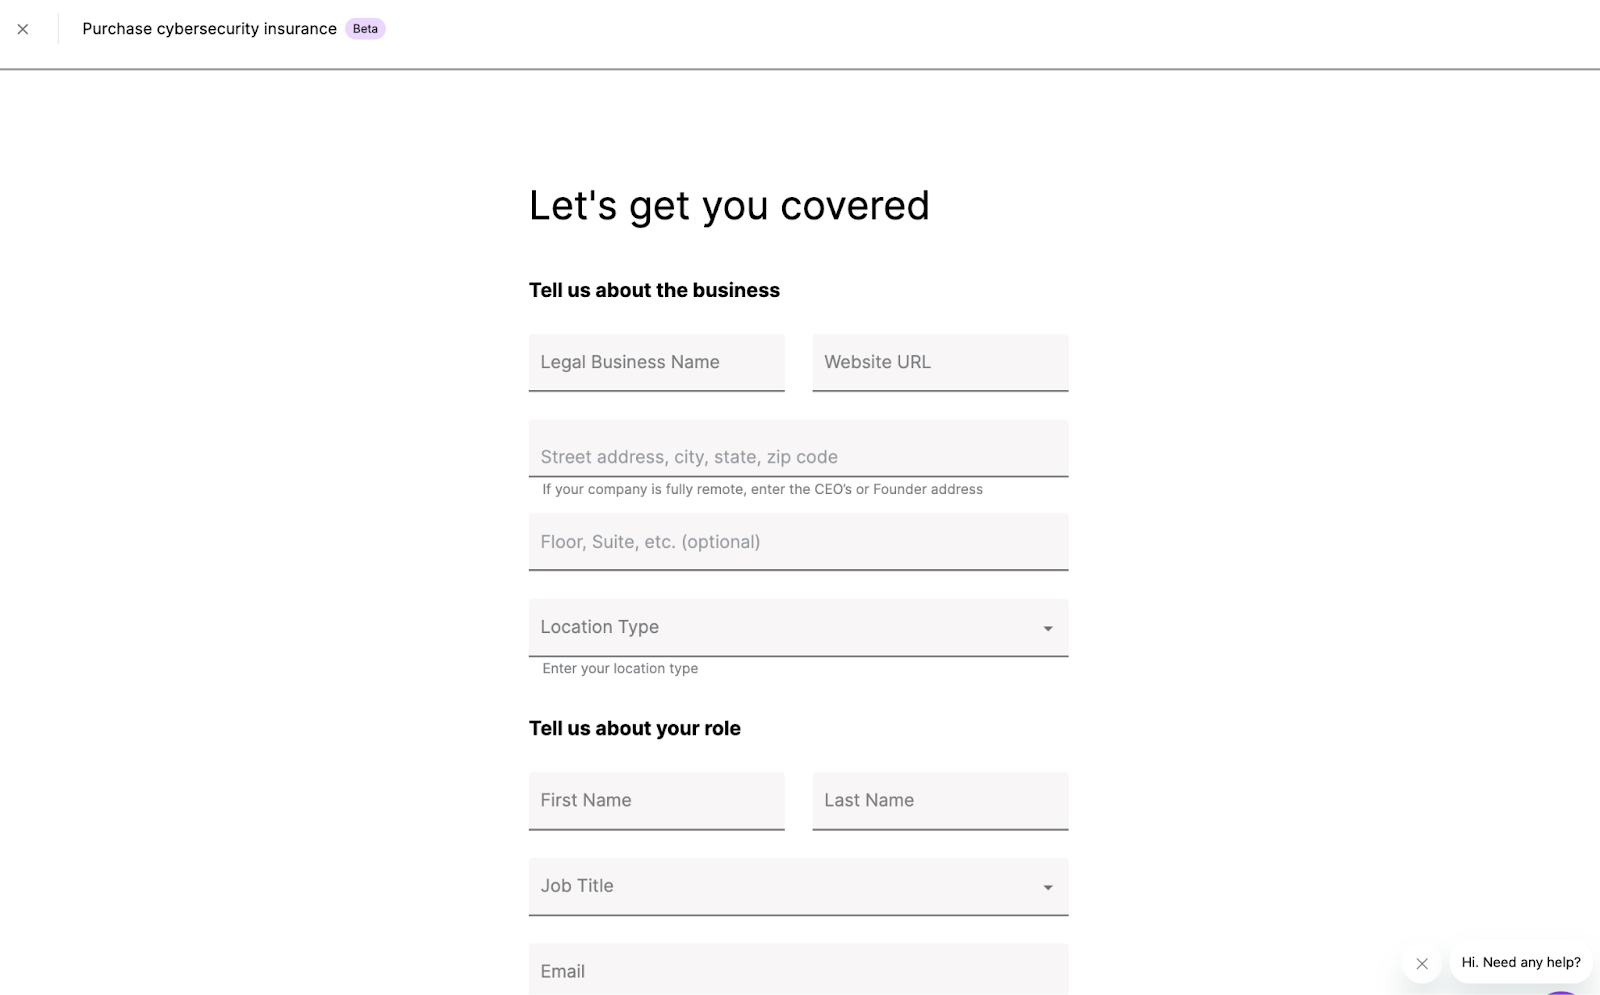 Purchase cybersecurity insurance Beta
Let's get you covered
Tell us about the business
Legal Business Name
Website URL
Street address, city, state, zip code
If your company is fully remote, enter the CEO’s or Founder address
Floor, Suite, etc. (optional)
Location Type
Enter your location type
Tell us about your role
First Name
Last Name
Job Title
Email
Hi. Need any help?